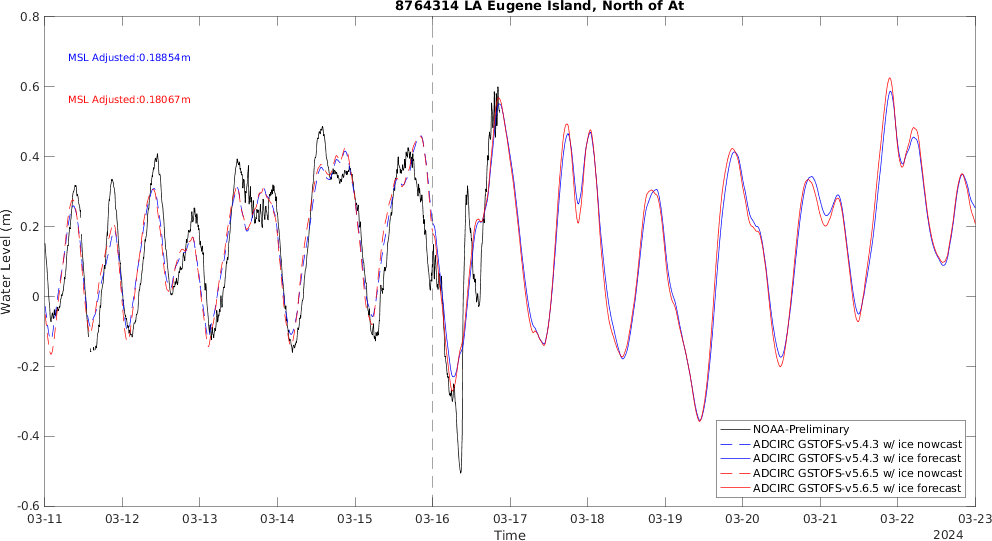 8764314 LA Eugene Island, North of At
MSL Adjusted:0.18854m
MSL Adjusted:0.18067m
Water Level (m)
0.8
0.6
0.4
0.2
0
-0.2
-0.4
-0.6
NOAA-Preliminary
ADCIRC GSTOFS-v5.4.3 w/ ice nowcast
ADCIRC GSTOFS-v5.4.3 w/ ice forecast
ADCIRC GSTOFS-v5.6.5 w/ ice nowcast
ADCIRC GSTOFS-v5.6.5 w/ ice forecast
03-11 03-12 03-13 03-14 03-15 03-16 03-17 03-18 03-19 03-20 03-21 03-22 03-23
Time
2024